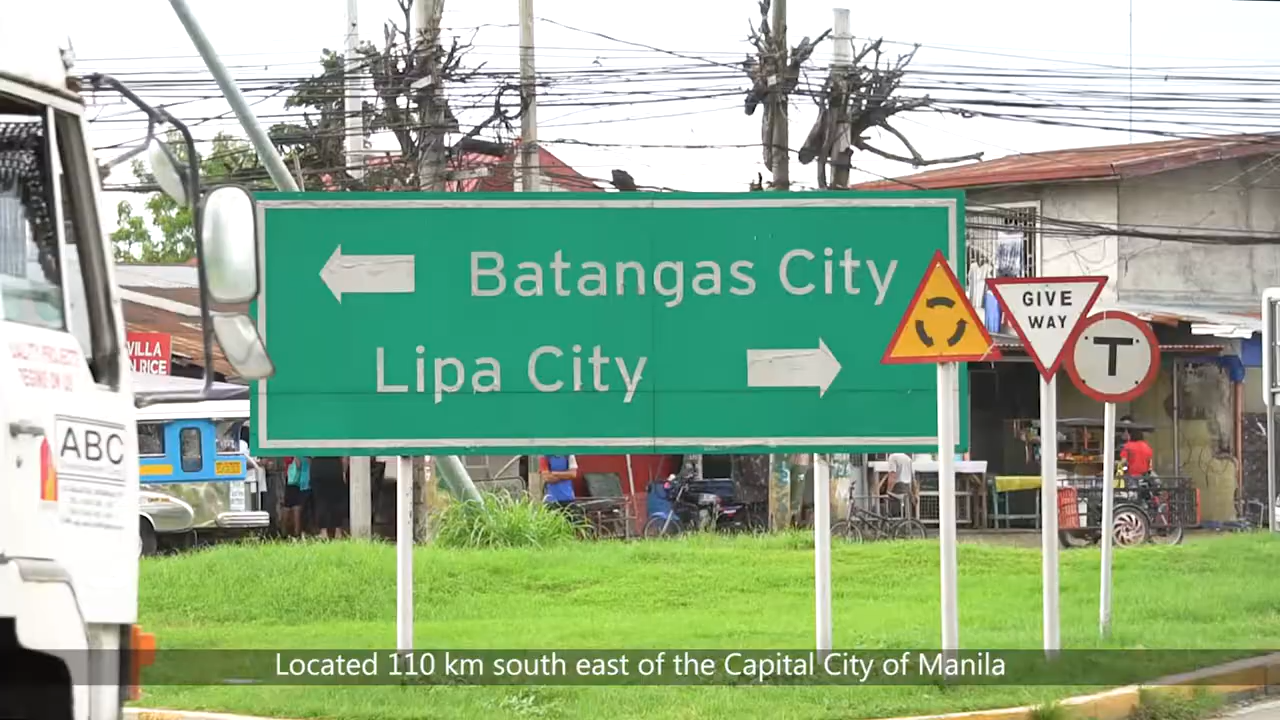 Batangas City
Lipa City
GIVE
WAY
T
VILLA
RICE
ABC
Located 110 km south east of the Capital City of Manila